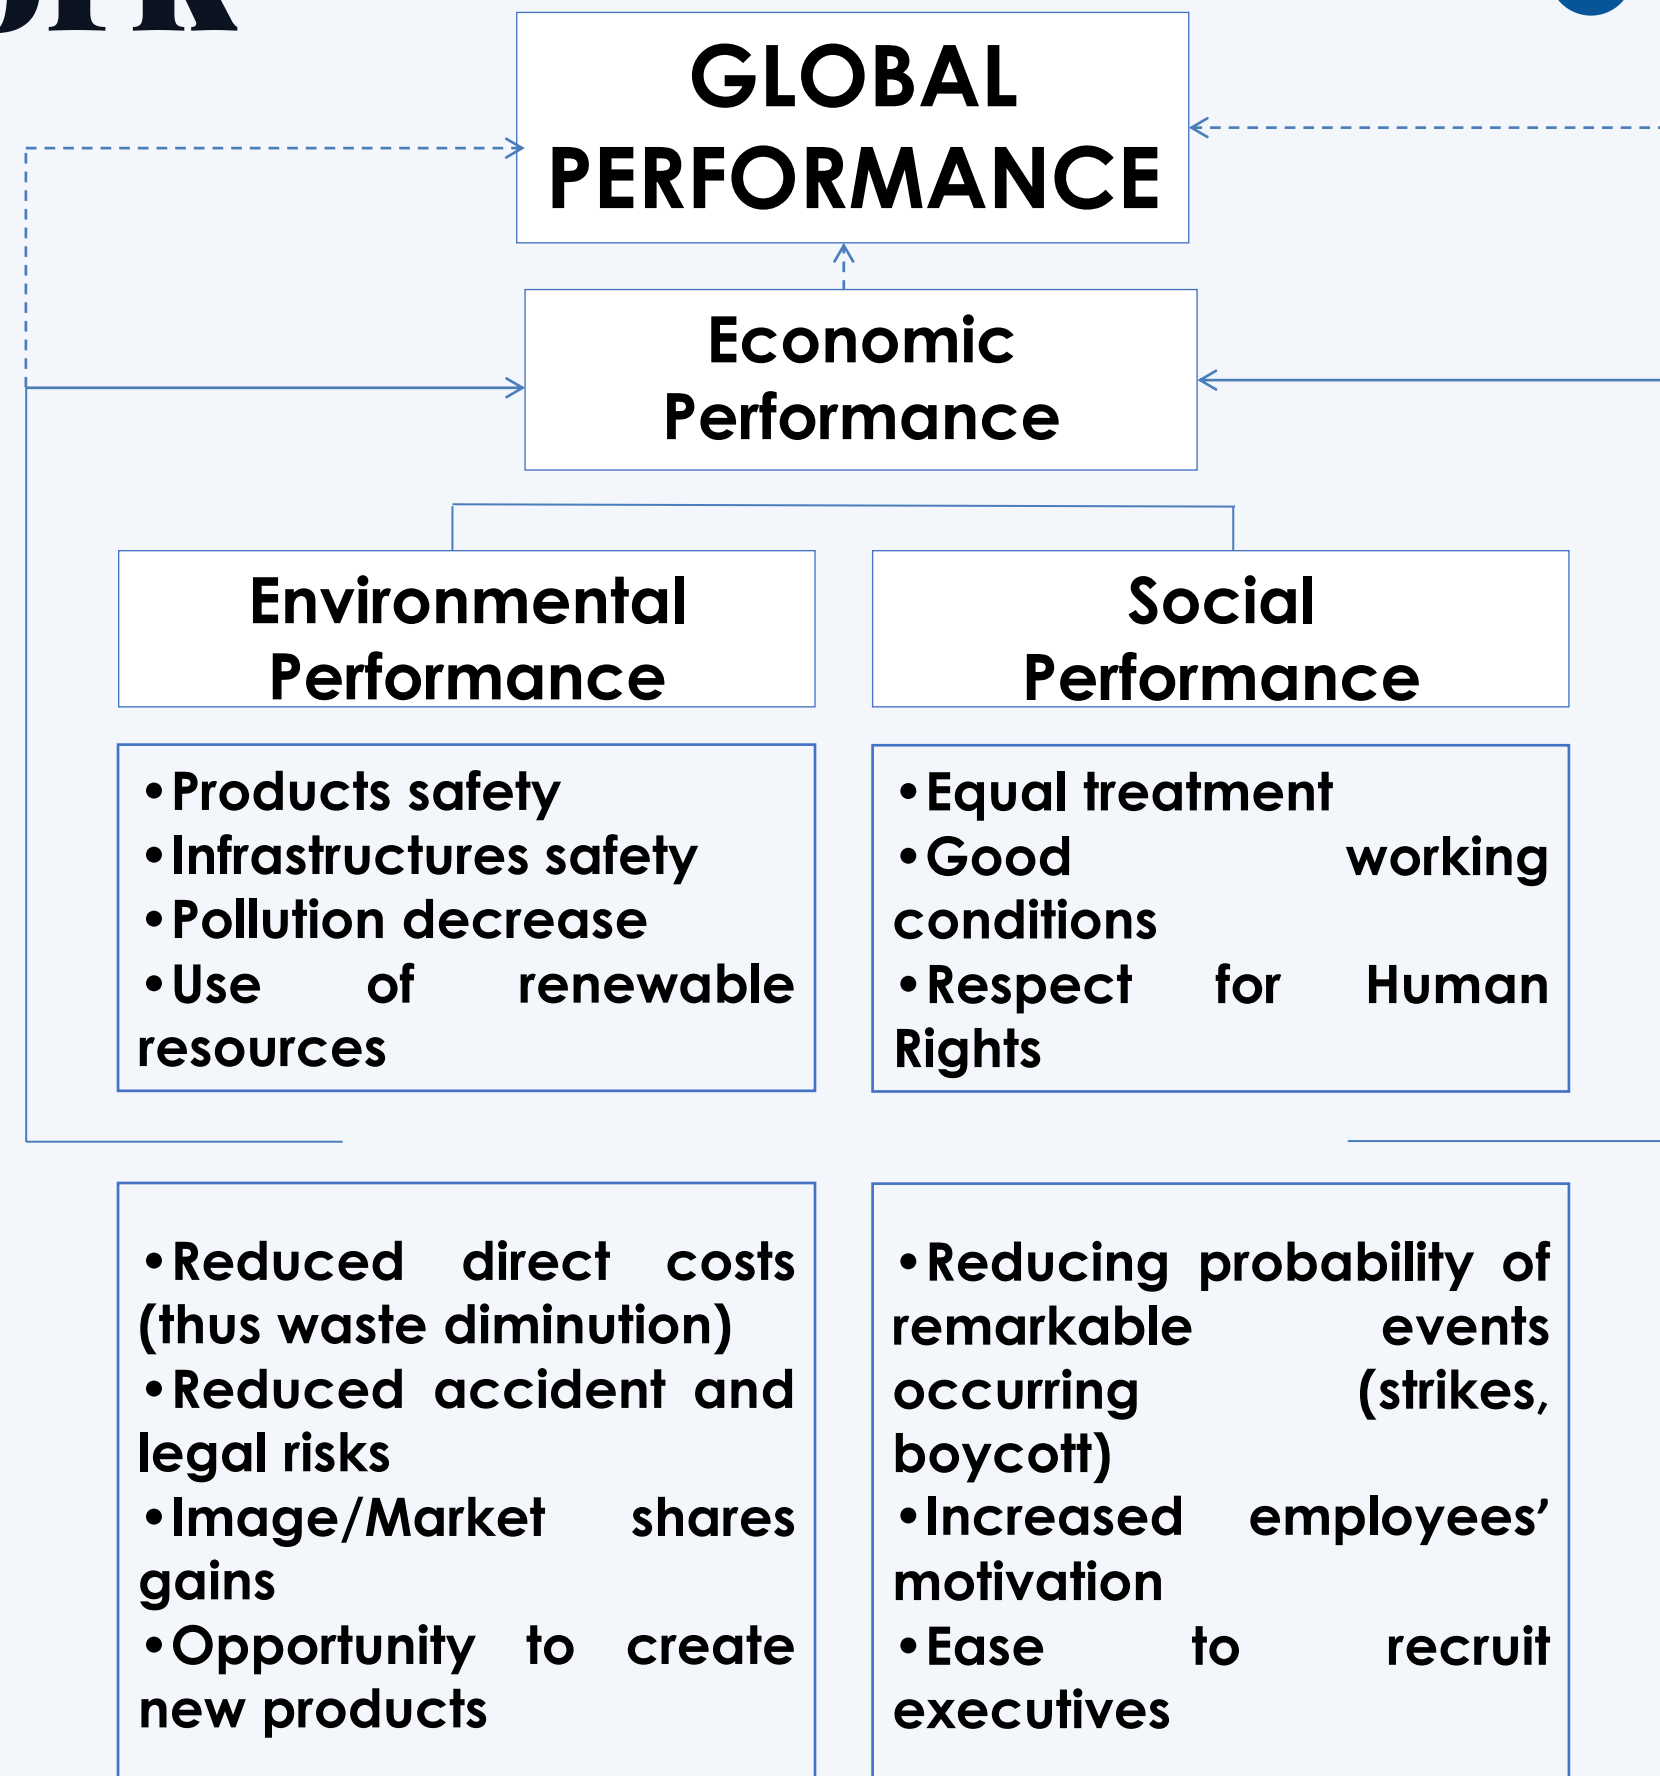 GLOBAL
PERFORMANCE
Economic
Performance
Environmental
Performance
Social
Performance
•Products safety
•Infrastructures safety
•Pollution decrease
•Use of renewable
resources
•Equal treatment
•Good working
conditions
•Respect for Human
Rights
•Reduced direct costs
(thus waste diminution)
•Reduced accident and
legal risks
•Image/Market shares
gains
•Opportunity to create
new products
•Reducing probability of
remarkable events
occurring (strikes,
boycott)
•Increased employees’
motivation
•Ease to recruit
executives